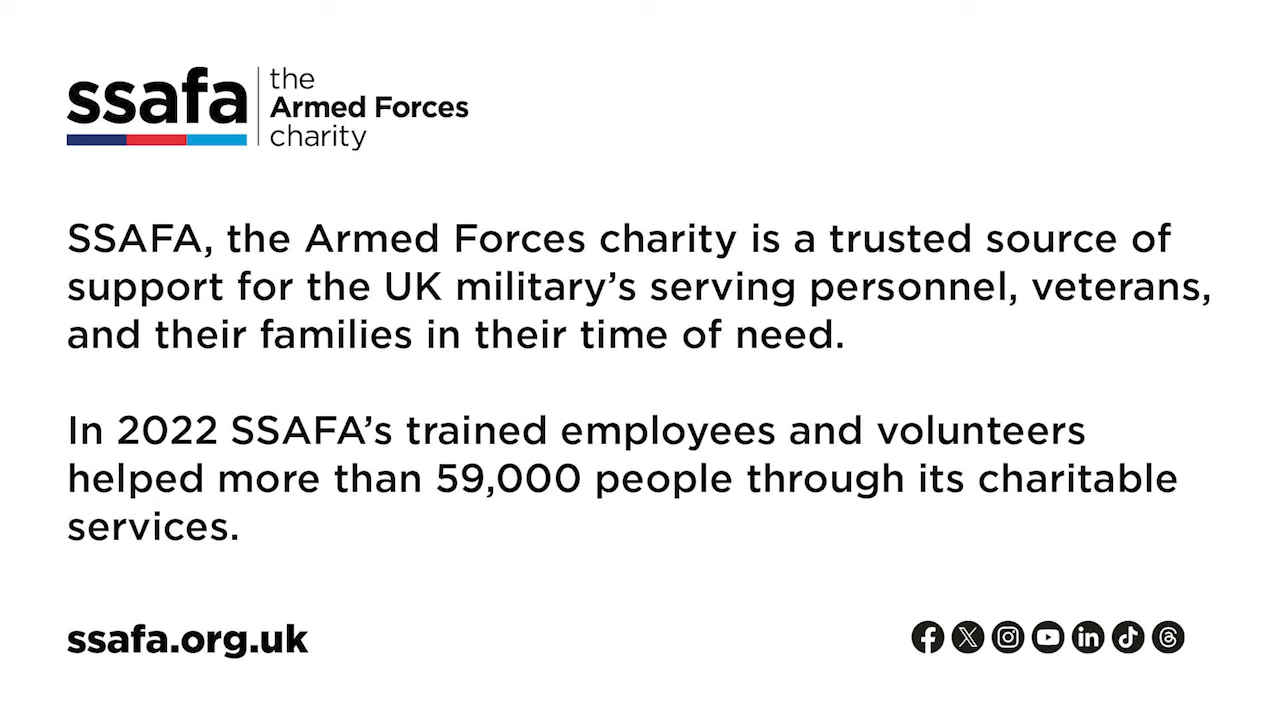 ssafa
the
Armed Forces
charity
SSAFA, the Armed Forces charity is a trusted source of
support for the UK military’s serving personnel, veterans,
and their families in their time of need.
In 2022 SSAFA’s trained employees and volunteers
helped more than 59,000 people through its charitable
services.
ssafa.org.uk